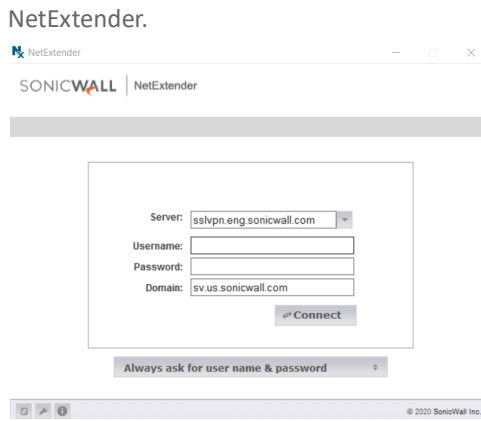 NetExtender.
NetExtender
SONICWALL NetExtender
Server: sslvpn.eng.sonicwall.com
Username:
Password:
Domain: sv.us.sonicwall.com
Connect
Always ask for user name & password
© 2020 SonicWall Inc.